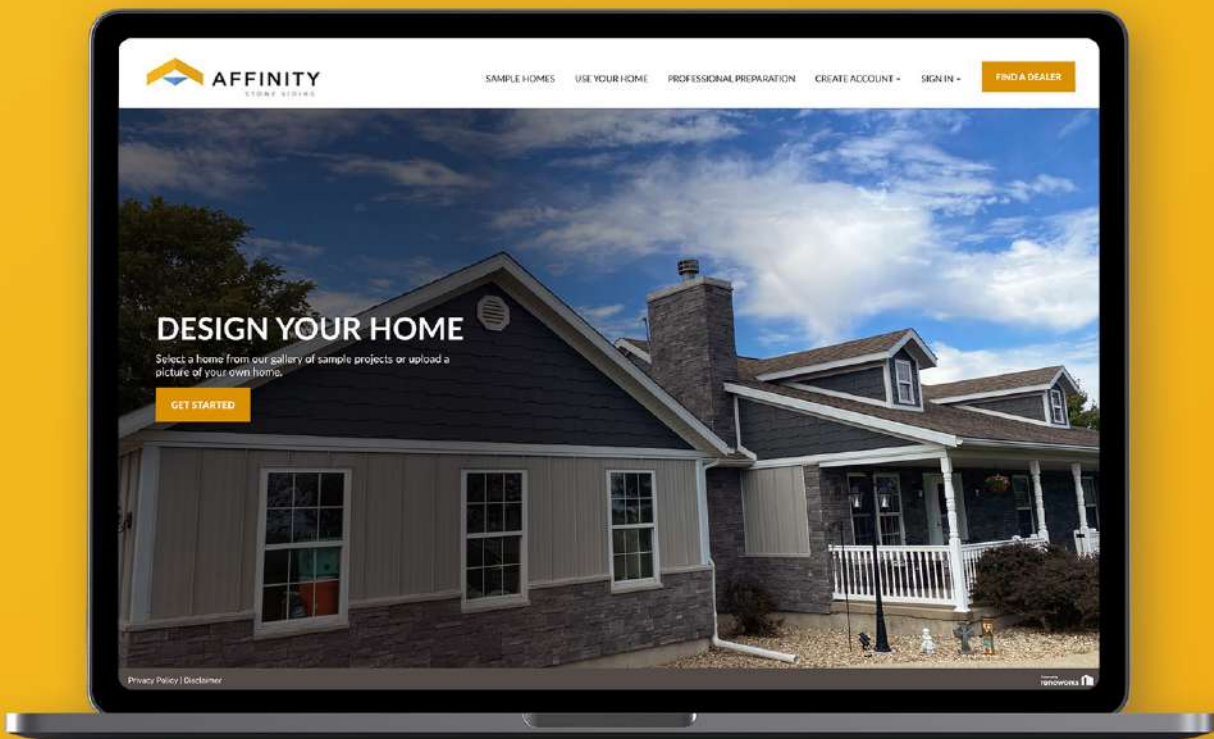 AFFINITY
STONE SIDING
SAMPLE HOMES
USE YOUR HOME
PROFESSIONAL PREPARATION
CREATE ACCOUNT
SIGN IN
FIND A DEALER
DESIGN YOUR HOME
Select a home from our gallery of sample projects or upload a
picture of your own home.
GET STARTED
Privacy Policy | Disclaimer
renoworks